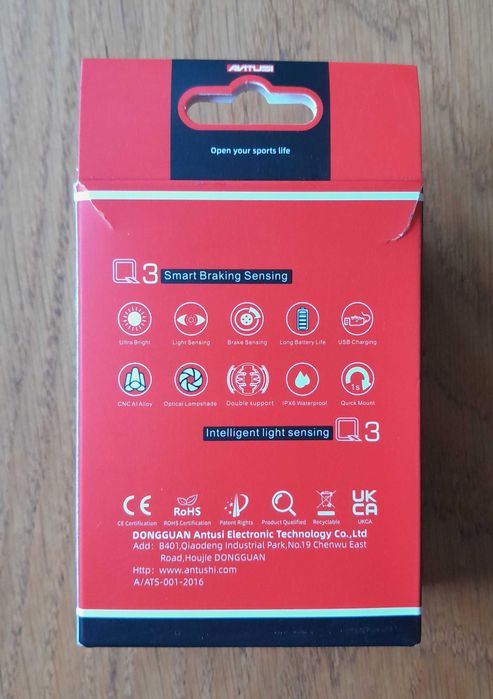 ANTUSI
Open your sports life
Q3 Smart Braking Sensing
Ultra Bright Light Sensing Brake Sensing Long Battery Life USB Charging
1s
CNC Al Alloy Optical Lampshade Double support IPX6 Waterproof Quick Mount
Intelligent light sensing Q3
CE RoHS UK CA
CE Certification ROHS Certification Patent Rights Product Qualified Recyclable UKCA
DONGGUAN Antusi Electronic Technology Co.,Ltd
Add: B401,Qiaodeng Industrial Park,No.19 Chenwu East
Road,Houjie DONGGUAN
Http: www.antushi.com
A/ATS-001-2016